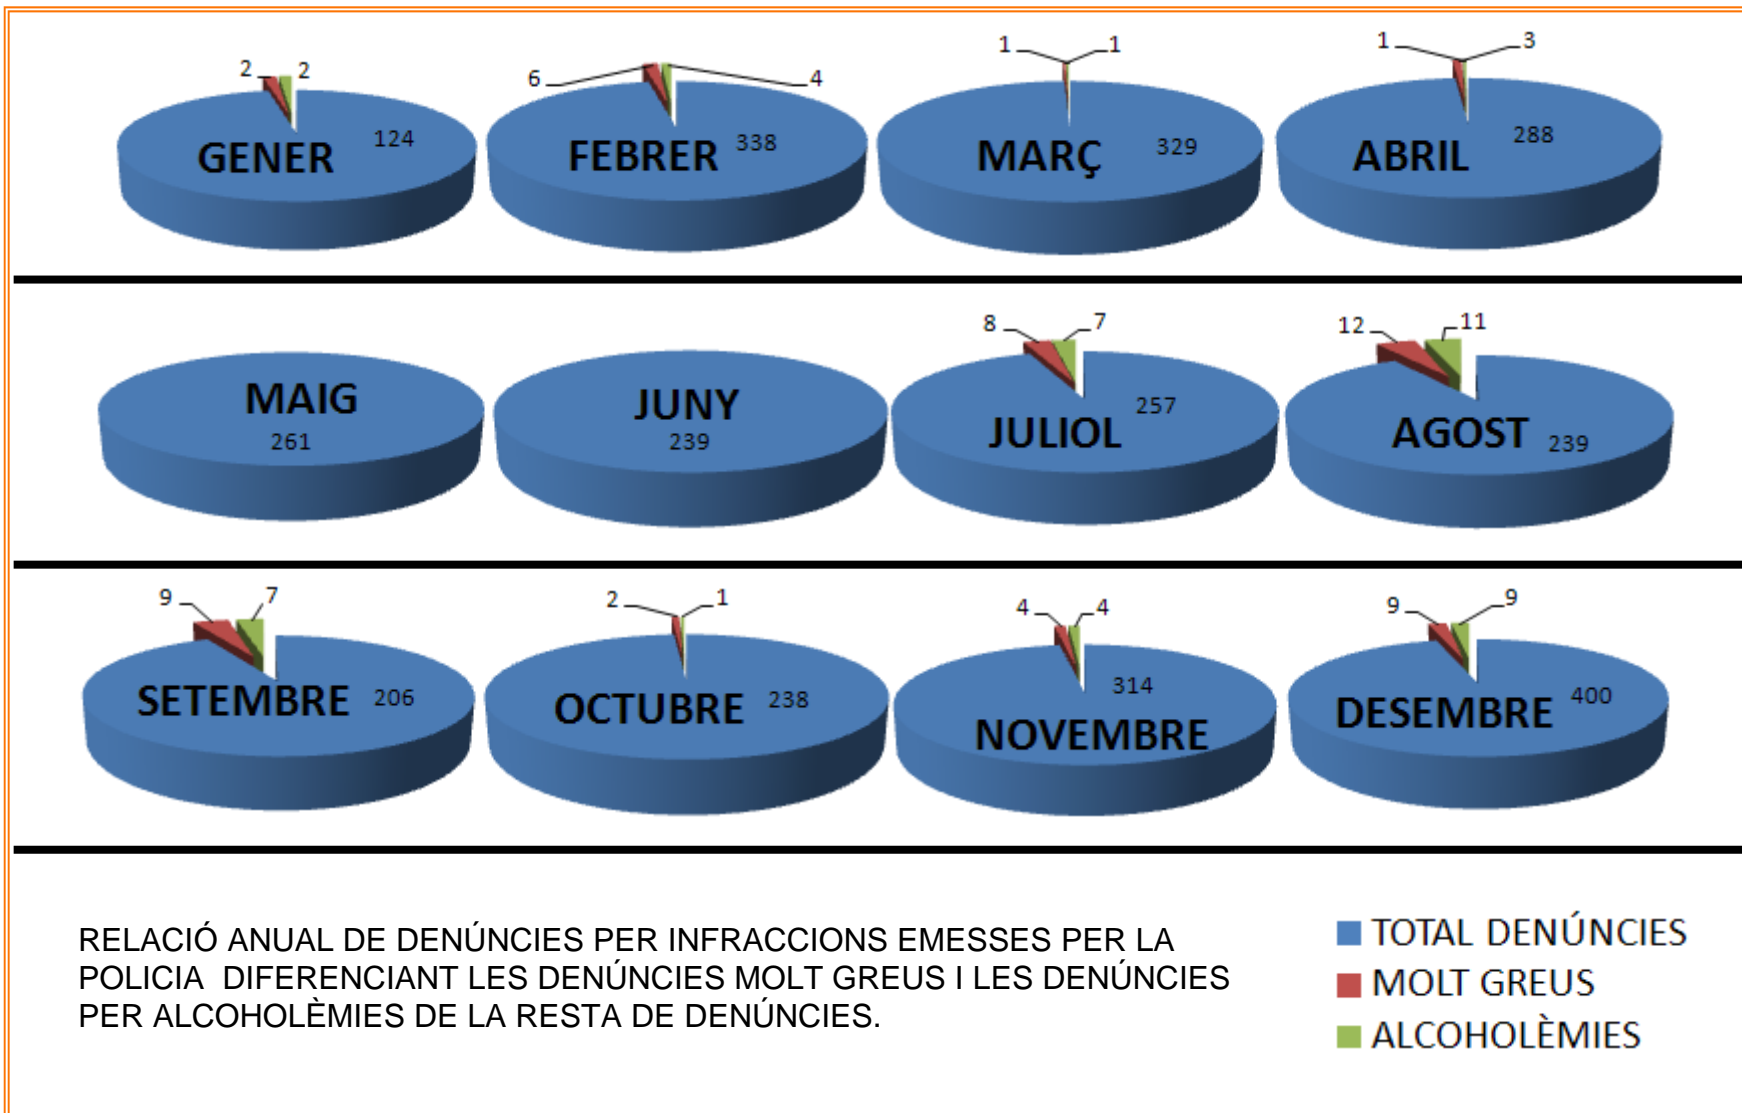 2 2
GENER 124
6 4
FEBRER 338
1 1
MARÇ 329
1 3
ABRIL 288
MAIG
261
JUNY
239
8 7
257
JULIOL
12 11
AGOST 239
9 7
SETEMBRE 206
2 1
OCTUBRE 238
4 4
314
NOVEMBRE
9 9
DESEMBRE 400
RELACIÓ ANUAL DE DENÚNCIES PER INFRACCIONS EMESSES PER LA
POLICIA DIFERENCIANT LES DENÚNCIES MOLT GREUS I LES DENÚNCIES
PER ALCOHOLÈMIES DE LA RESTA DE DENÚNCIES.
TOTAL DENÚNCIES
MOLT GREUS
ALCOHOLÈMIES